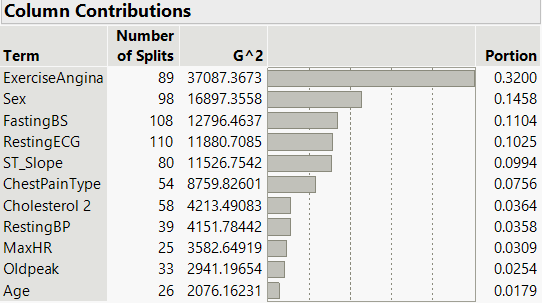 Column Contributions
Number
Term of Splits G^2 Portion
ExerciseAngina 89 37087.3673 0.3200
Sex 98 16897.3558 0.1458
FastingBS 108 12796.4637 0.1104
RestingECG 110 11880.7085 0.1025
ST_Slope 80 11526.7542 0.0994
ChestPainType 54 8759.82601 0.0756
Cholesterol 2 58 4213.49083 0.0364
RestingBP 39 4151.78442 0.0358
MaxHR 25 3582.64919 0.0309
Oldpeak 33 2941.19654 0.0254
Age 26 2076.16231 0.0179